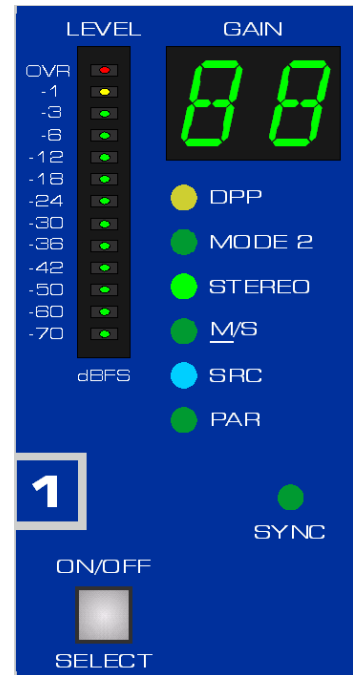 LEVEL
GAIN
OVR
-1
-3
-6
-12
-18
-24
-30
-36
-42
-50
-60
-70
dBFS
88
DPP
MODE 2
STEREO
M/S
SRC
PAR
1
SYNC
ON/OFF
SELECT